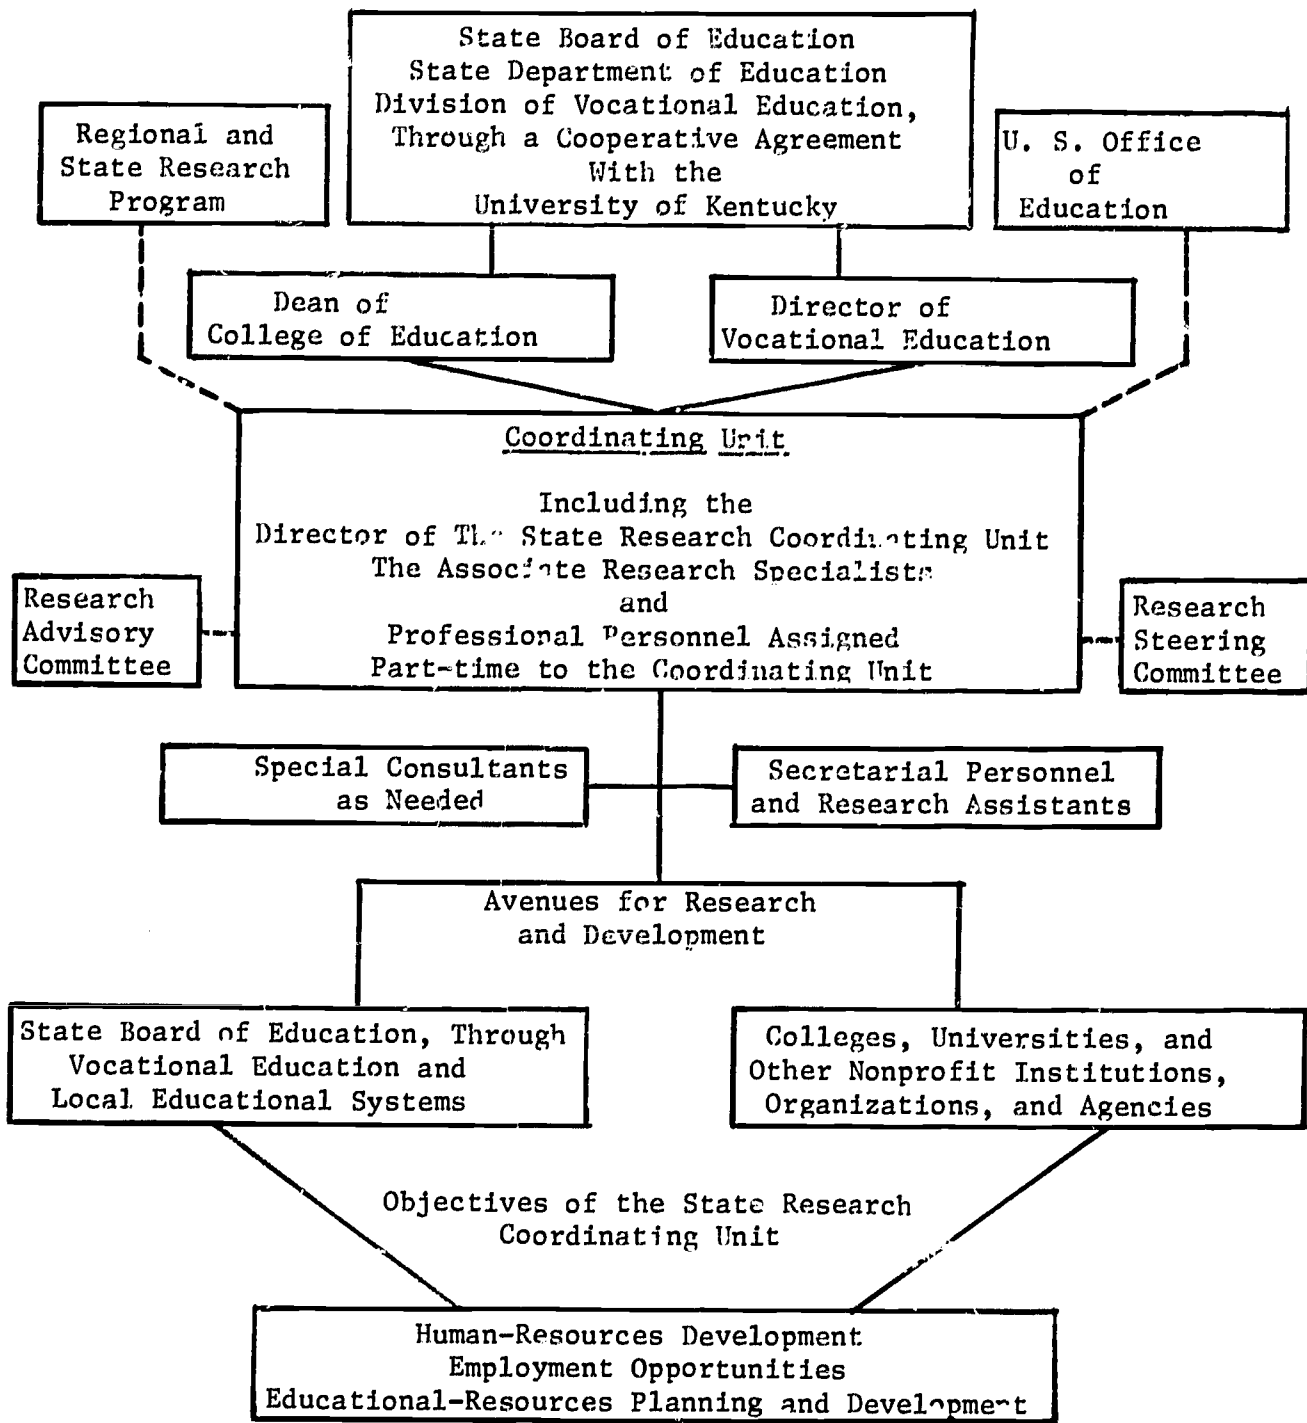 State Board of Education
State Department of Education
Division of Vocational Education,
Through a Cooperative Agreement
With the
University of Kentucky
Regional and
State Research
Program
U. S. Office
of
Education
Dean of
College of Education
Director of
Vocational Education
Coordinating Unit
Including the
Director of The State Research Coordinating Unit
The Associate Research Specialists
and
Professional Personnel Assigned
Part-time to the Coordinating Unit
Research
Advisory
Committee
Research
Steering
Committee
Special Consultants
as Needed
Secretarial Personnel
and Research Assistants
Avenues for Research
and Development
State Board of Education, Through
Vocational Education and
Local Educational Systems
Colleges, Universities, and
Other Nonprofit Institutions,
Organizations, and Agencies
Objectives of the State Research
Coordinating Unit
Human-Resources Development
Employment Opportunities
Educational-Resources Planning and Development